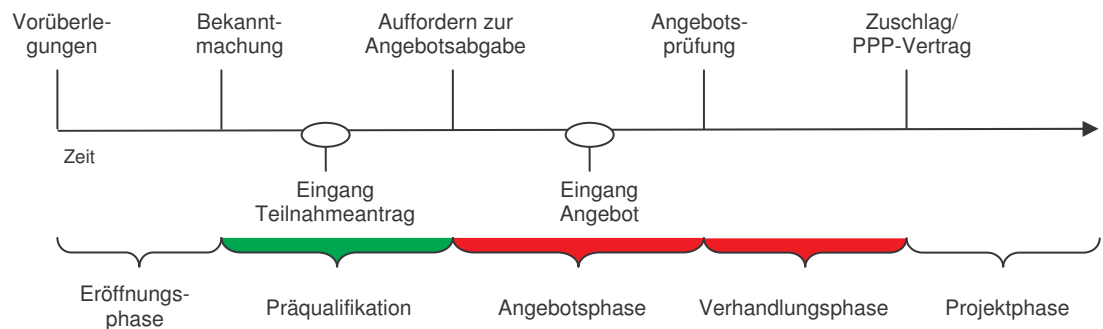 Vorüberle-
gungen
Bekannt-
machung
Auffordern zur
Angebotsabgabe
Angebots-
prüfung
Zuschlag/
PPP-Vertrag
Zeit
Eingang
Teilnahmeantrag
Eingang
Angebot
Eröffnungs-
phase
Präqualifikation
Angebotsphase
Verhandlungsphase
Projektphase